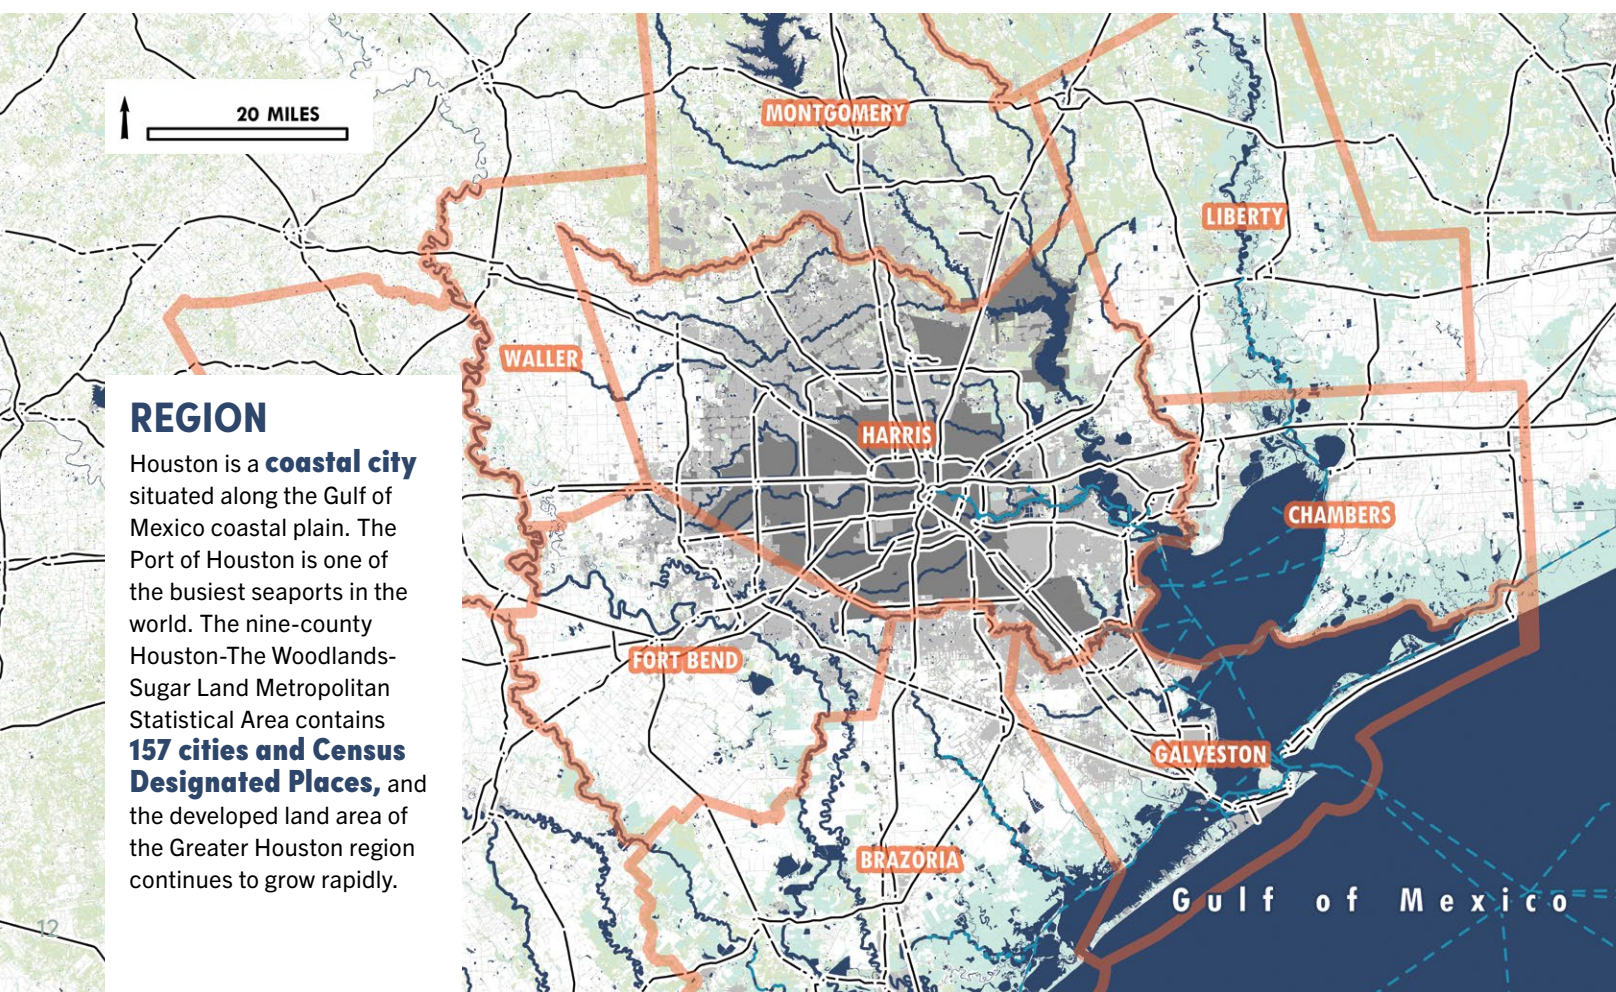 20 MILES
MONTGOMERY
LIBERTY
WALLER
REGION
Houston is a coastal city
situated along the Gulf of
Mexico coastal plain. The
Port of Houston is one of
the busiest seaports in the
world. The nine-county
Houston-The Woodlands-
Sugar Land Metropolitan
Statistical Area contains
157 cities and Census
Designated Places, and
the developed land area of
the Greater Houston region
continues to grow rapidly.
HARRIS
CHAMBERS
FORT BEND
GALVESTON
BRAZORIA
Gulf of Mexico
12